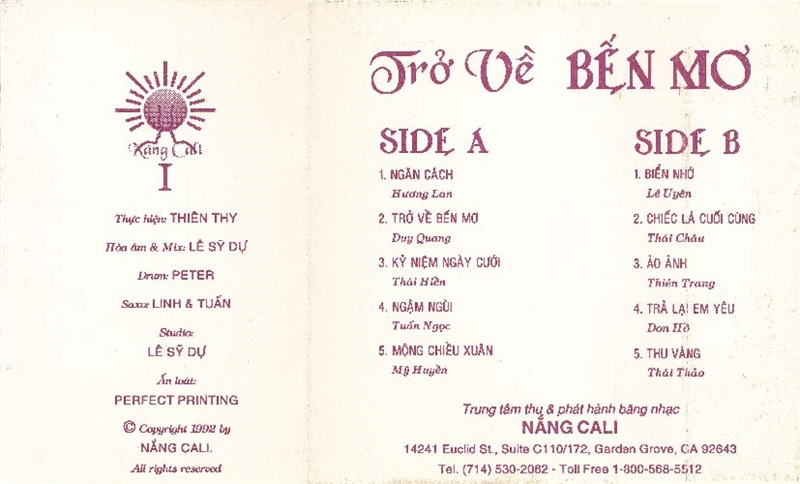 Nắng Cali
I
Thực hiện: THIÊN THY
Hòa âm & Mix: LÊ SỸ DỰ
Drum: PETER
Saxo: LINH & TUẤN
Studio:
LÊ SỸ DỰ
Ấn loát:
PERFECT PRINTING
© Copyright 1992 by
NẮNG CALI.
All rights reserved
Trở Về BẾN MƠ
SIDE A
1. NGĂN CÁCH
Hương Lan
2. TRỞ VỀ BẾN MƠ
Duy Quang
3. KỶ NIỆM NGÀY CƯỚI
Thái Hiền
4. NGẬM NGÙI
Tuấn Ngọc
5. MỘNG CHIỀU XUÂN
Mỹ Huyền
SIDE B
1. BIỂN NHỚ
Lê Uyên
2. CHIẾC LÁ CUỐI CÙNG
Thái Châu
3. ẢO ẢNH
Thiên Trang
4. TRẢ LẠI EM YÊU
Don Hồ
5. THU VÀNG
Thái Thảo
Trung tâm thu & phát hành băng nhạc
NẮNG CALI
14241 Euclid St., Suite C110/172, Garden Grove, CA 92643
Tel. (714) 530-2082 - Toll Free 1-800-568-5512